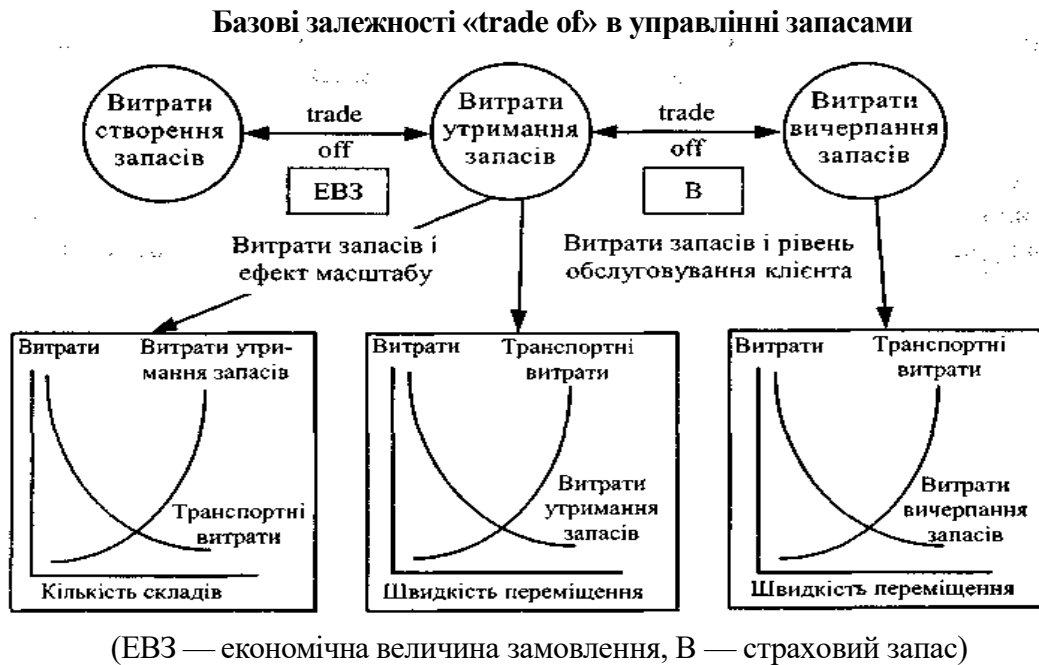 Базові залежності «trade of» в управлінні запасами
Витрати
створення
запасів
trade
off
ЕВЗ
Витрати
утримання
запасів
trade
off
В
Витрати
вичерпання
запасів
Витрати запасів і
ефект масштабу
Витрати запасів і рівень
обслуговування клієнта
Витрати
Витрати утри-
мання запасів
Транспортні
витрати
Кількість складів
Витрати
Транспортні
витрати
Витрати
утримання
запасів
Швидкість переміщення
Витрати
Транспортні
витрати
Витрати
вичерпання
запасів
Швидкість переміщення
(ЕВЗ — економічна величина замовлення, В — страховий запас)